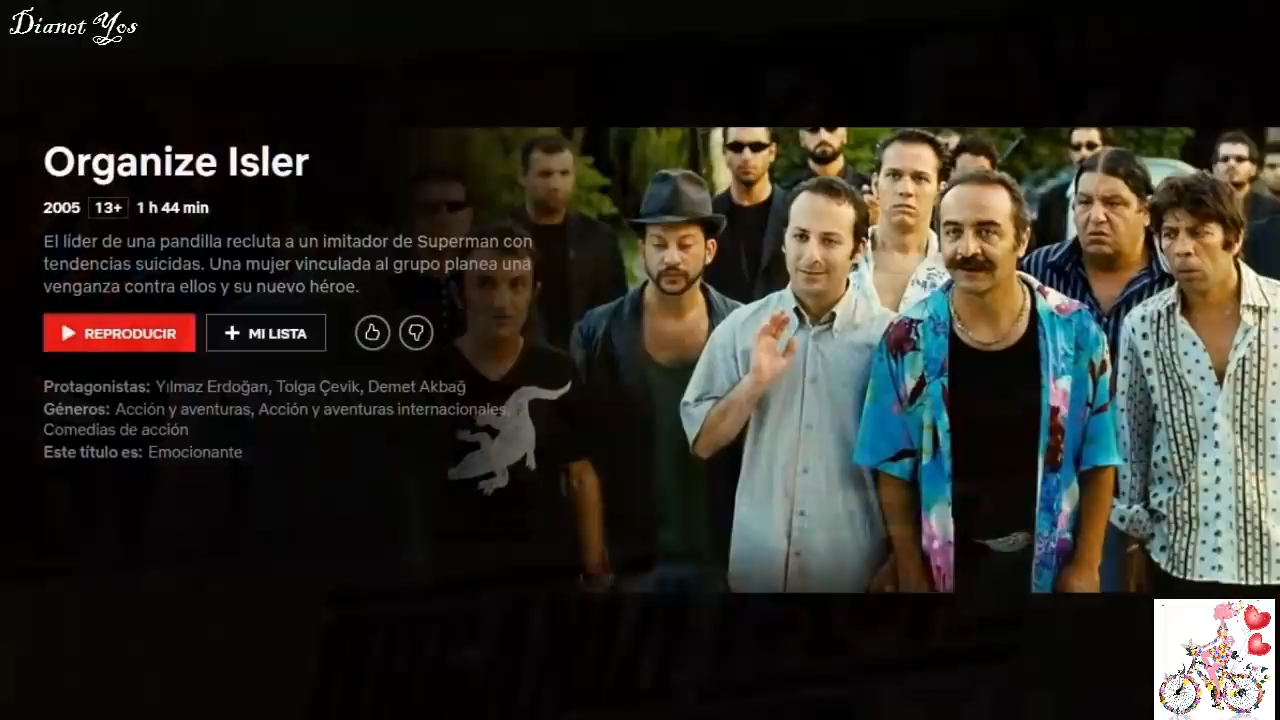 Dianet Yos
Organize Isler
2005 13+ 1 h 44 min
El líder de una pandilla recluta a un imitador de Superman con
tendencias suicidas. Una mujer vinculada al grupo planea una
venganza contra ellos y su nuevo héroe.
REPRODUCIR
MI LISTA
Protagonistas: Yılmaz Erdoğan, Tolga Çevik, Demet Akbağ
Géneros: Acción y aventuras, Acción y aventuras internacionales,
Comedias de acción
Este título es: Emocionante